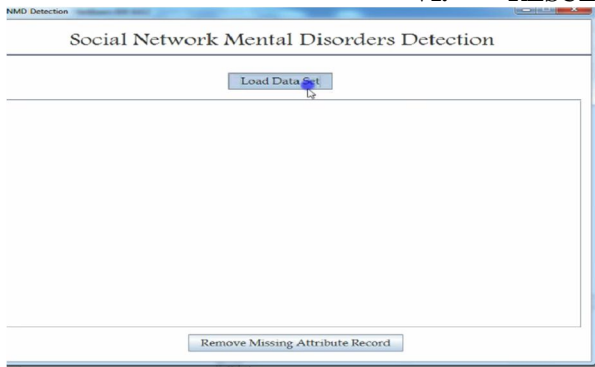 NMD Detection
Social Network Mental Disorders Detection
Load Data Set
Remove Missing Attribute Record